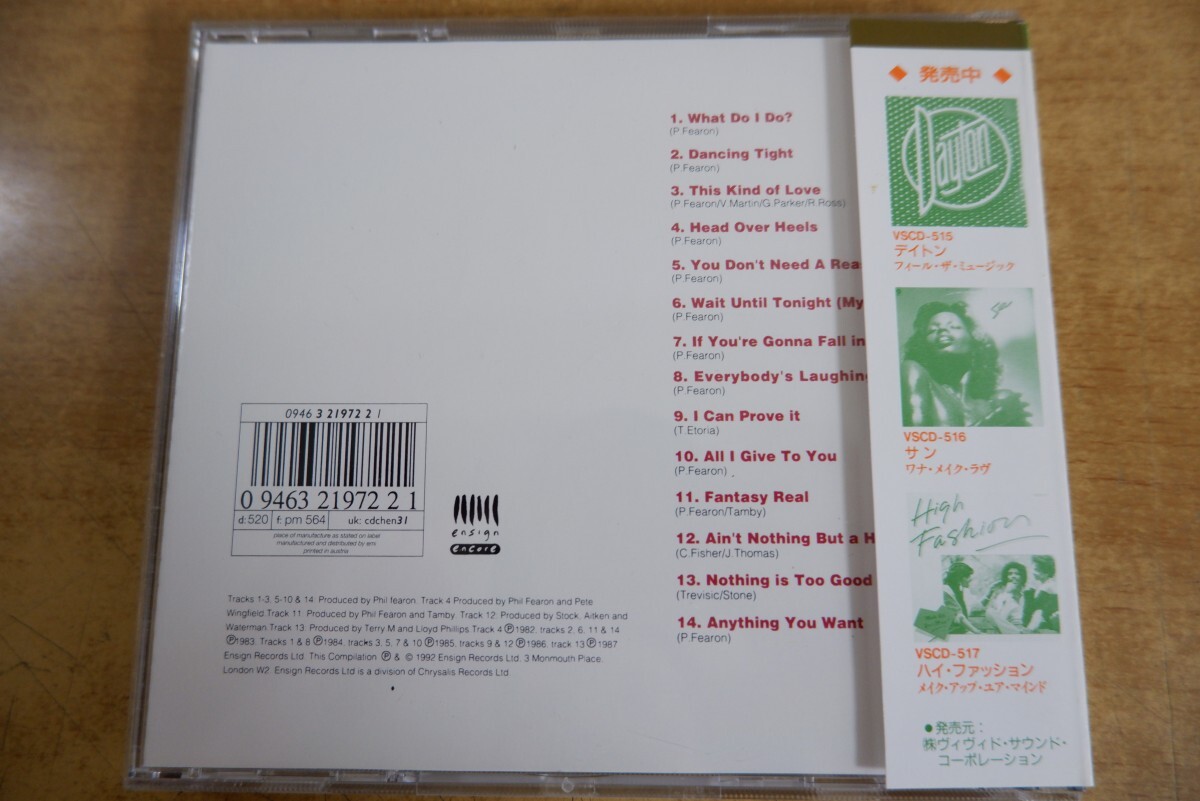 1. What Do I Do?
(P.Fearon)
2. Dancing Tight
(P.Fearon)
3. This Kind of Love
(P.Fearon/V.Martin/G.Parker/R.Ross)
4. Head Over Heels
(P.Fearon)
5. You Don't Need A Rea
(P.Fearon)
6. Wait Until Tonight (My
(P.Fearon)
7. If You're Gonna Fall in
(P.Fearon)
8. Everybody's Laughing
(P.Fearon)
9. I Can Prove it
(T.Etoria)
10. All I Give To You
(P.Fearon)
11. Fantasy Real
(P.Fearon/Tamby)
12. Ain't Nothing But a H
(C.Fisher/J.Thomas)
13. Nothing is Too Good
(Trevisic/Stone)
14. Anything You Want
(P.Fearon)
0946 3 21972 2 1
0 94632 19722 1
d: 520 f: pm 564 uk: cdchen31
place of manufacture as stated on label
manufactured and distributed by emi
printed in austria
ensign
encore
Tracks 1-3. 5-10 & 14. Produced by Phil fearon. Track 4 Produced by Phil Fearon and Pete
Wingfield.Track 11. Produced by Phil Fearon and Tamby. Track 12: Produced by Stock, Aitken and
Waterman.Track 13: Produced by Terry M and Lloyd Phillips.Track 4 Ⓟ1982. tracks 2. 6. 11 & 14
Ⓟ1983. Tracks 1 & 8 Ⓟ1984. tracks 3. 5. 7 & 10 Ⓟ1985. tracks 9 & 12 Ⓟ1986. track 13 Ⓟ1987
Ensign Records Ltd. This Compilation Ⓟ & © 1992 Ensign Records Ltd. 3 Monmouth Place,
London W2. Ensign Records Ltd is a division of Chrysalis Records Ltd
◆ 発売中 ◆
Dayton
VSCD-515
デイトン
フィール・ザ・ミュージック
Sun
VSCD-516
サン
ワナ・メイク・ラヴ
High
Fashion
VSCD-517
ハイ・ファッション
メイク・アップ・ユア・マインド
●発売元:
㈱ヴィヴィド・サウンド・
コーポレーション